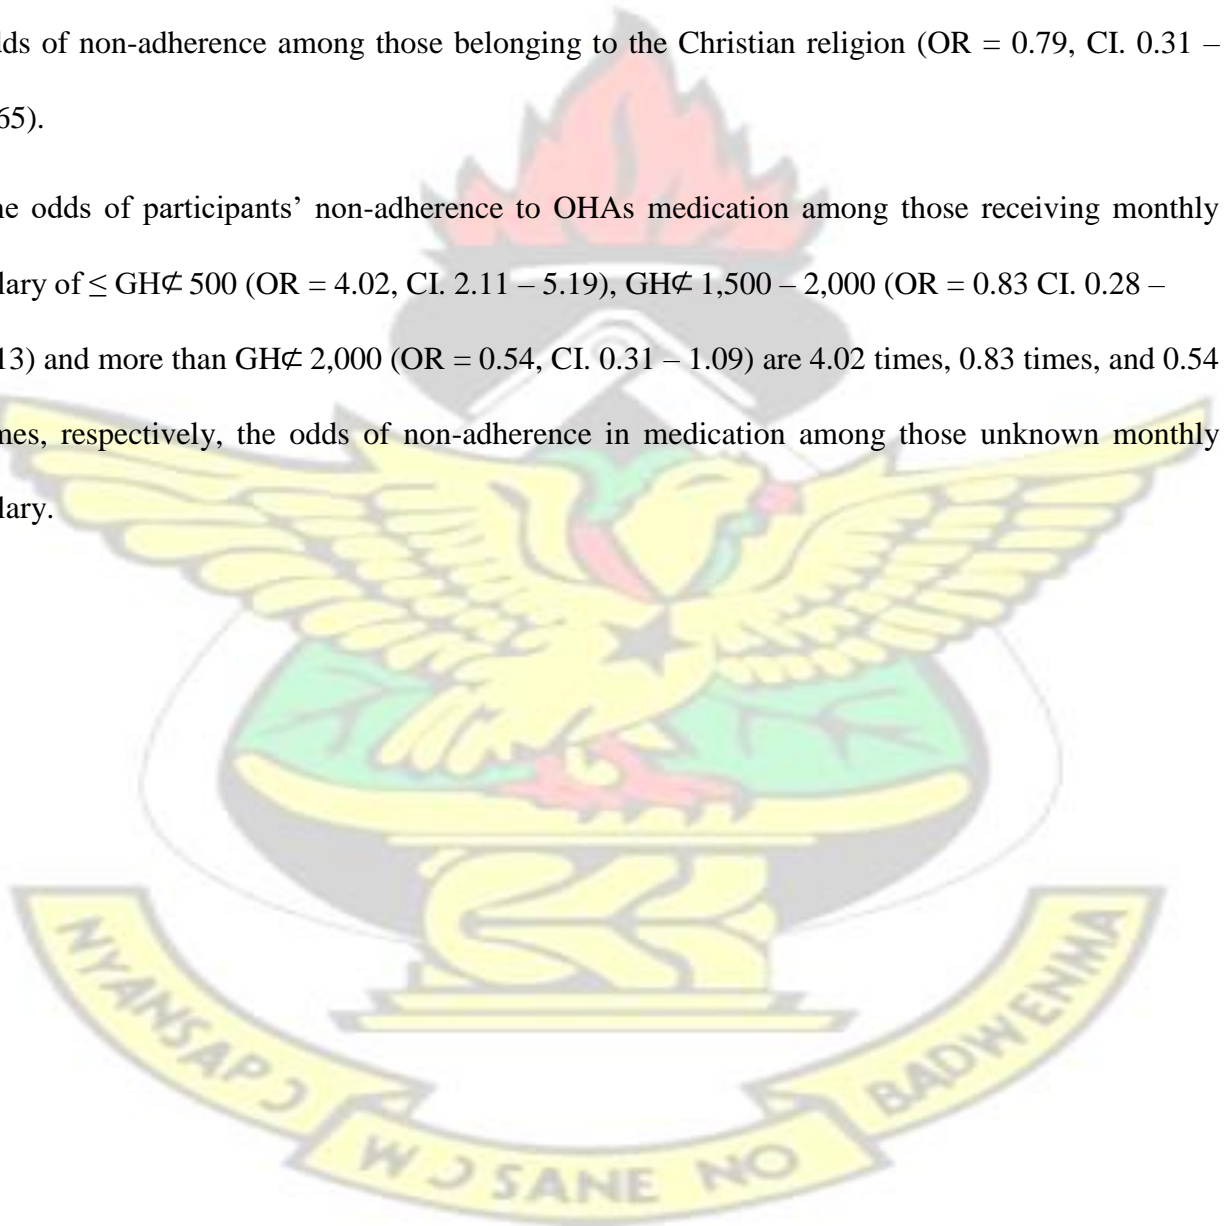 dds of non-adherence among those belonging to the Christian religion (OR = 0.79, CI. 0.31 –
65).
ne odds of participants’ non-adherence to OHAs medication among those receiving monthly
lary of ≤ GH⊄ 500 (OR = 4.02, CI. 2.11 – 5.19), GH⊄ 1,500 – 2,000 (OR = 0.83 CI. 0.28 –
13) and more than GH⊄ 2,000 (OR = 0.54, CI. 0.31 – 1.09) are 4.02 times, 0.83 times, and 0.54
mes, respectively, the odds of non-adherence in medication among those unknown monthly
lary.
NYANSAPƆ WƆSANE NO BADWENMA